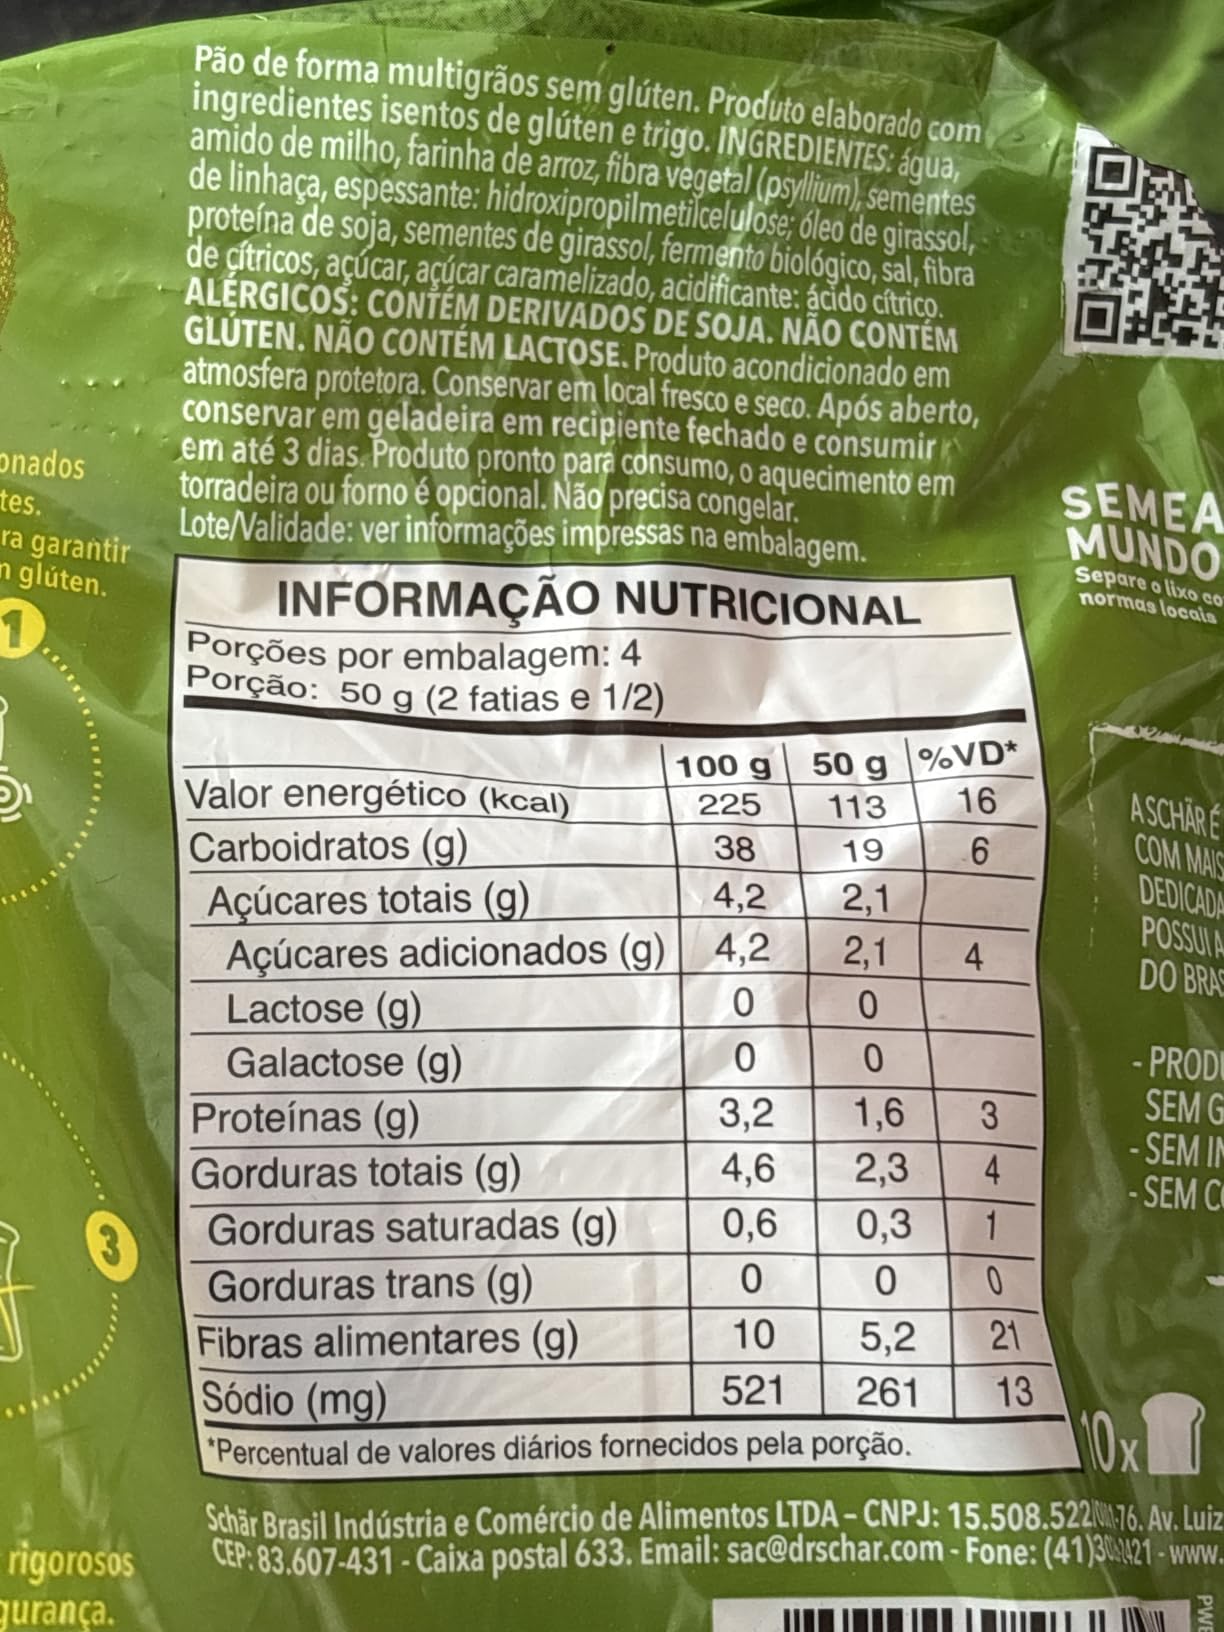 Pão de forma multigrãos sem glúten. Produto elaborado com
ingredientes isentos de glúten e trigo. INGREDIENTES: água,
amido de milho, farinha de arroz, fibra vegetal (psyllium), sementes
de linhaça, espessante: hidroxipropilmetilcelulose; óleo de girassol,
proteína de soja, sementes de girassol, fermento biológico, sal, fibra
de cítricos, açúcar, açúcar caramelizado, acidificante: ácido cítrico.
ALÉRGICOS: CONTÉM DERIVADOS DE SOJA. NÃO CONTÉM
GLÚTEN. NÃO CONTÉM LACTOSE. Produto acondicionado em
atmosfera protetora. Conservar em local fresco e seco. Após aberto,
conservar em geladeira em recipiente fechado e consumir
em até 3 dias. Produto pronto para consumo, o aquecimento em
torradeira ou forno é opcional. Não precisa congelar.
Lote/Validade: ver informações impressas na embalagem.
onados
tes.
ra garantir
n glúten.
1
3
rigorosos
gurança.
INFORMAÇÃO NUTRICIONAL
Porções por embalagem: 4
Porção: 50 g (2 fatias e 1/2)
100 g 50 g %VD*
Valor energético (kcal) 225 113 16
Carboidratos (g) 38 19 6
Açúcares totais (g) 4,2 2,1
Açúcares adicionados (g) 4,2 2,1 4
Lactose (g) 0 0
Galactose (g) 0 0
Proteínas (g) 3,2 1,6 3
Gorduras totais (g) 4,6 2,3 4
Gorduras saturadas (g) 0,6 0,3 1
Gorduras trans (g) 0 0 0
Fibras alimentares (g) 10 5,2 21
Sódio (mg) 521 261 13
*Percentual de valores diários fornecidos pela porção.
SEMEA
MUNDO
Separe o lixo co
normas locais
A SCHÄR É
COM MAIS
DEDICADA
POSSUI A
DO BRAS
- PRODU
SEM G
- SEM IN
- SEM C
10x
Schär Brasil Indústria e Comércio de Alimentos LTDA – CNPJ: 15.508.522/ -76. Av. Luiz
CEP: 83.607-431 - Caixa postal 633. Email: sac@drschar.com - Fone: (41) 2421 - www.
PWB